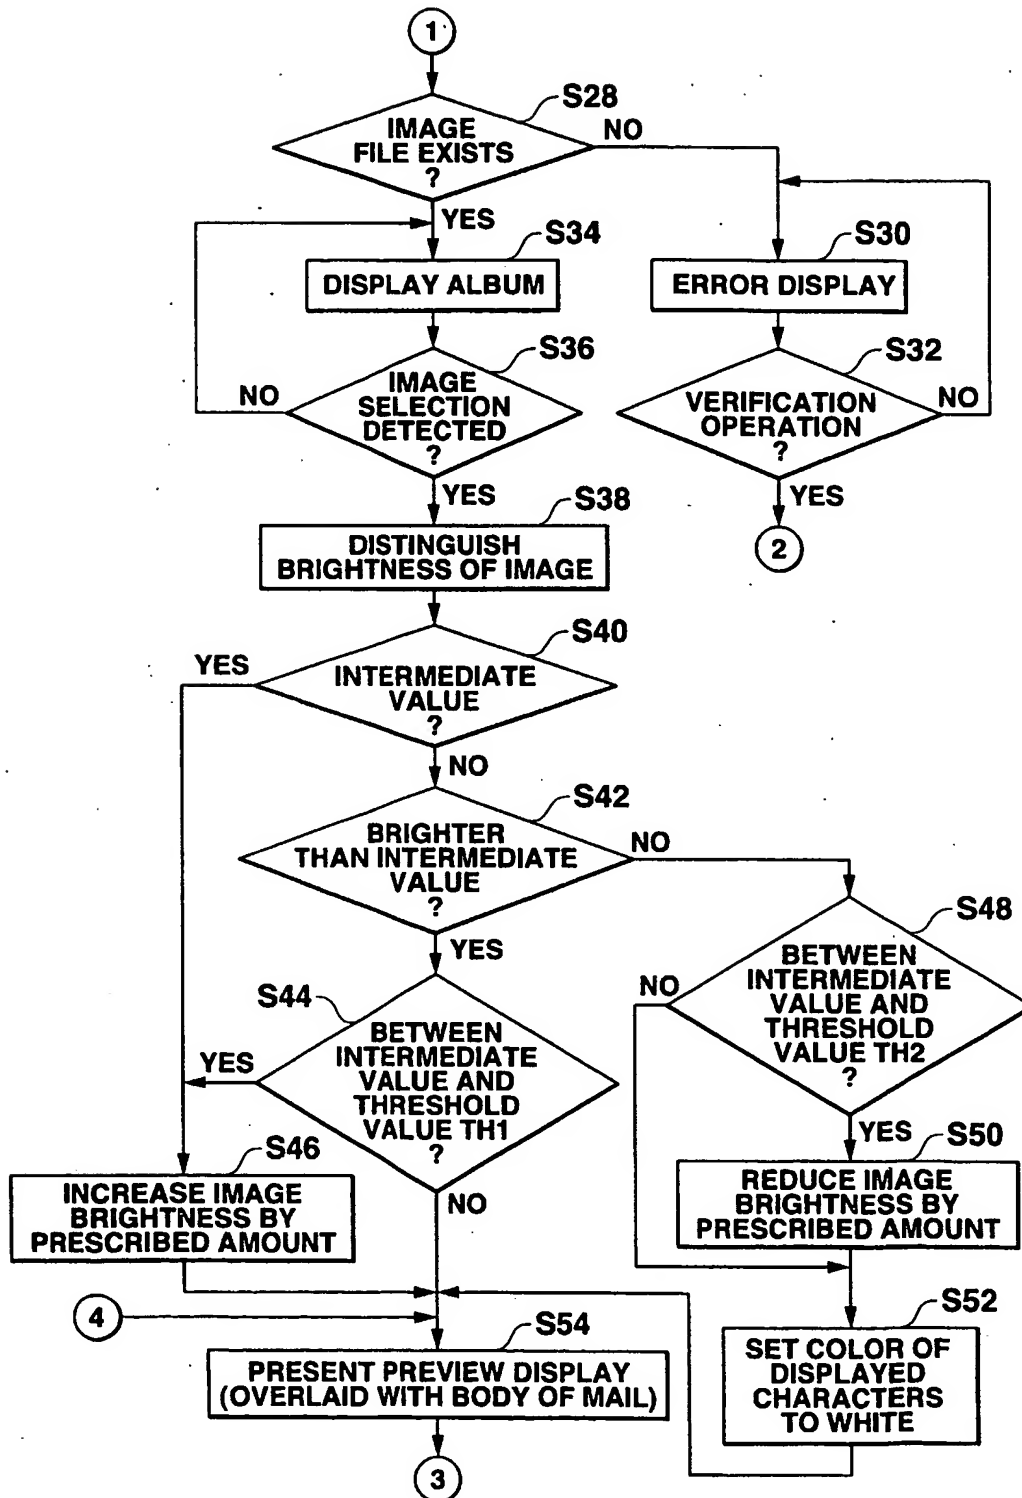 1
S28
IMAGE
FILE EXISTS
?
NO
YES
S34
DISPLAY ALBUM
S30
ERROR DISPLAY
S36
IMAGE
SELECTION
DETECTED
?
NO
YES
S32
VERIFICATION
OPERATION
?
NO
YES
2
S38
DISTINGUISH
BRIGHTNESS OF IMAGE
S40
INTERMEDIATE
VALUE
?
YES
NO
S42
BRIGHTER
THAN INTERMEDIATE
VALUE
?
NO
YES
S44
BETWEEN
INTERMEDIATE
VALUE AND
THRESHOLD
VALUE TH1
?
YES
NO
S48
BETWEEN
INTERMEDIATE
VALUE AND
THRESHOLD
VALUE TH2
?
NO
YES
S46
INCREASE IMAGE
BRIGHTNESS BY
PRESCRIBED AMOUNT
S50
REDUCE IMAGE
BRIGHTNESS BY
PRESCRIBED AMOUNT
4
S52
SET COLOR OF
DISPLAYED
CHARACTERS
TO WHITE
S54
PRESENT PREVIEW DISPLAY
(OVERLAID WITH BODY OF MAIL)
3